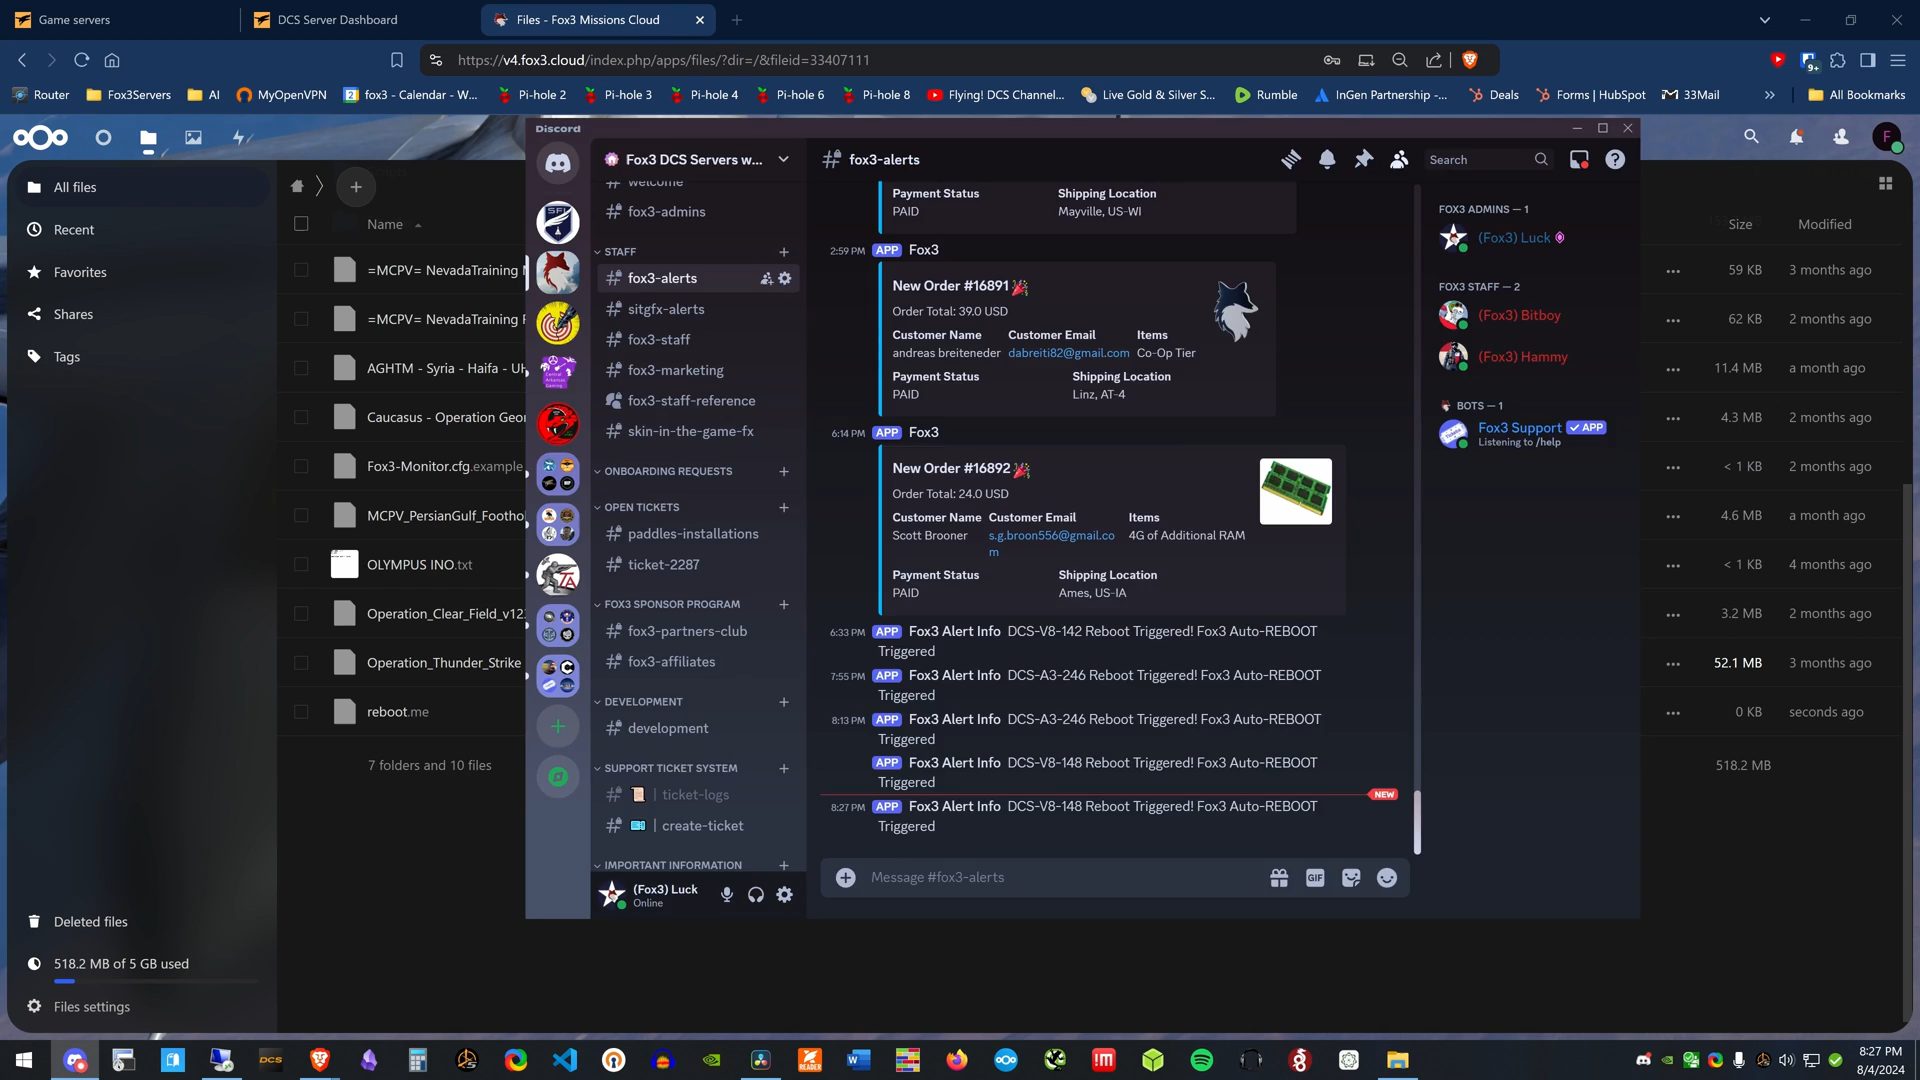 Game servers
DCS Server Dashboard
Files - Fox3 Missions Cloud
https://v4.fox3.cloud/index.php/apps/files/?dir=/&fileid=33407111
9+
Router
Fox3Servers
AI
MyOpenVPN
2
fox3 - Calendar - W...
Pi-hole 2
Pi-hole 3
Pi-hole 4
Pi-hole 6
Pi-hole 8
Flying! DCS Channel...
Live Gold & Silver S...
Rumble
InGen Partnership -...
Deals
Forms | HubSpot
33Mail
All Bookmarks
F
All files
Recent
Favorites
Shares
Tags
Deleted files
518.2 MB of 5 GB used
Files settings
Name
=MCPV= NevadaTraining
=MCPV= NevadaTraining
AGHTM - Syria - Haifa - UH
Caucasus - Operation Geor
Fox3-Monitor.cfg.example
MCPV_PersianGulf_Footho
OLYMPUS INO.txt
Operation_Clear_Field_v12
Operation_Thunder_Strike
reboot.me
7 folders and 10 files
Discord
SFI
TA
Fox3 DCS Servers w...
welcome
fox3-admins
STAFF
fox3-alerts
sitgfx-alerts
fox3-staff
fox3-marketing
fox3-staff-reference
skin-in-the-game-fx
ONBOARDING REQUESTS
OPEN TICKETS
paddles-installations
ticket-2287
FOX3 SPONSOR PROGRAM
fox3-partners-club
fox3-affiliates
DEVELOPMENT
development
SUPPORT TICKET SYSTEM
| ticket-logs
| create-ticket
IMPORTANT INFORMATION
(Fox3) Luck
Online
fox3-alerts
Search
Payment Status Shipping Location
PAID Mayville, US-WI
2:59 PM APP Fox3
New Order #16891
Order Total: 39.0 USD
Customer Name Customer Email Items
andreas breiteneder dabreiti82@gmail.com Co-Op Tier
Payment Status Shipping Location
PAID Linz, AT-4
6:14 PM APP Fox3
New Order #16892
Order Total: 24.0 USD
Customer Name Customer Email Items
Scott Brooner s.g.broon556@gmail.co 4G of Additional RAM
m
Payment Status Shipping Location
PAID Ames, US-IA
6:33 PM APP Fox3 Alert Info DCS-V8-142 Reboot Triggered! Fox3 Auto-REBOOT
Triggered
7:55 PM APP Fox3 Alert Info DCS-A3-246 Reboot Triggered! Fox3 Auto-REBOOT
Triggered
8:13 PM APP Fox3 Alert Info DCS-A3-246 Reboot Triggered! Fox3 Auto-REBOOT
Triggered
APP Fox3 Alert Info DCS-V8-148 Reboot Triggered! Fox3 Auto-REBOOT
Triggered
NEW
8:27 PM APP Fox3 Alert Info DCS-V8-148 Reboot Triggered! Fox3 Auto-REBOOT
Triggered
Message #fox3-alerts
GIF
FOX3 ADMINS — 1
(Fox3) Luck
FOX3 STAFF — 2
(Fox3) Bitboy
(Fox3) Hammy
BOTS — 1
Fox3 Support APP
Listening to /help
Size Modified
59 KB 3 months ago
62 KB 2 months ago
11.4 MB a month ago
4.3 MB 2 months ago
< 1 KB 2 months ago
4.6 MB a month ago
< 1 KB 4 months ago
3.2 MB 2 months ago
52.1 MB 3 months ago
0 KB seconds ago
518.2 MB
DCS
READER
W
8:27 PM
8/4/2024